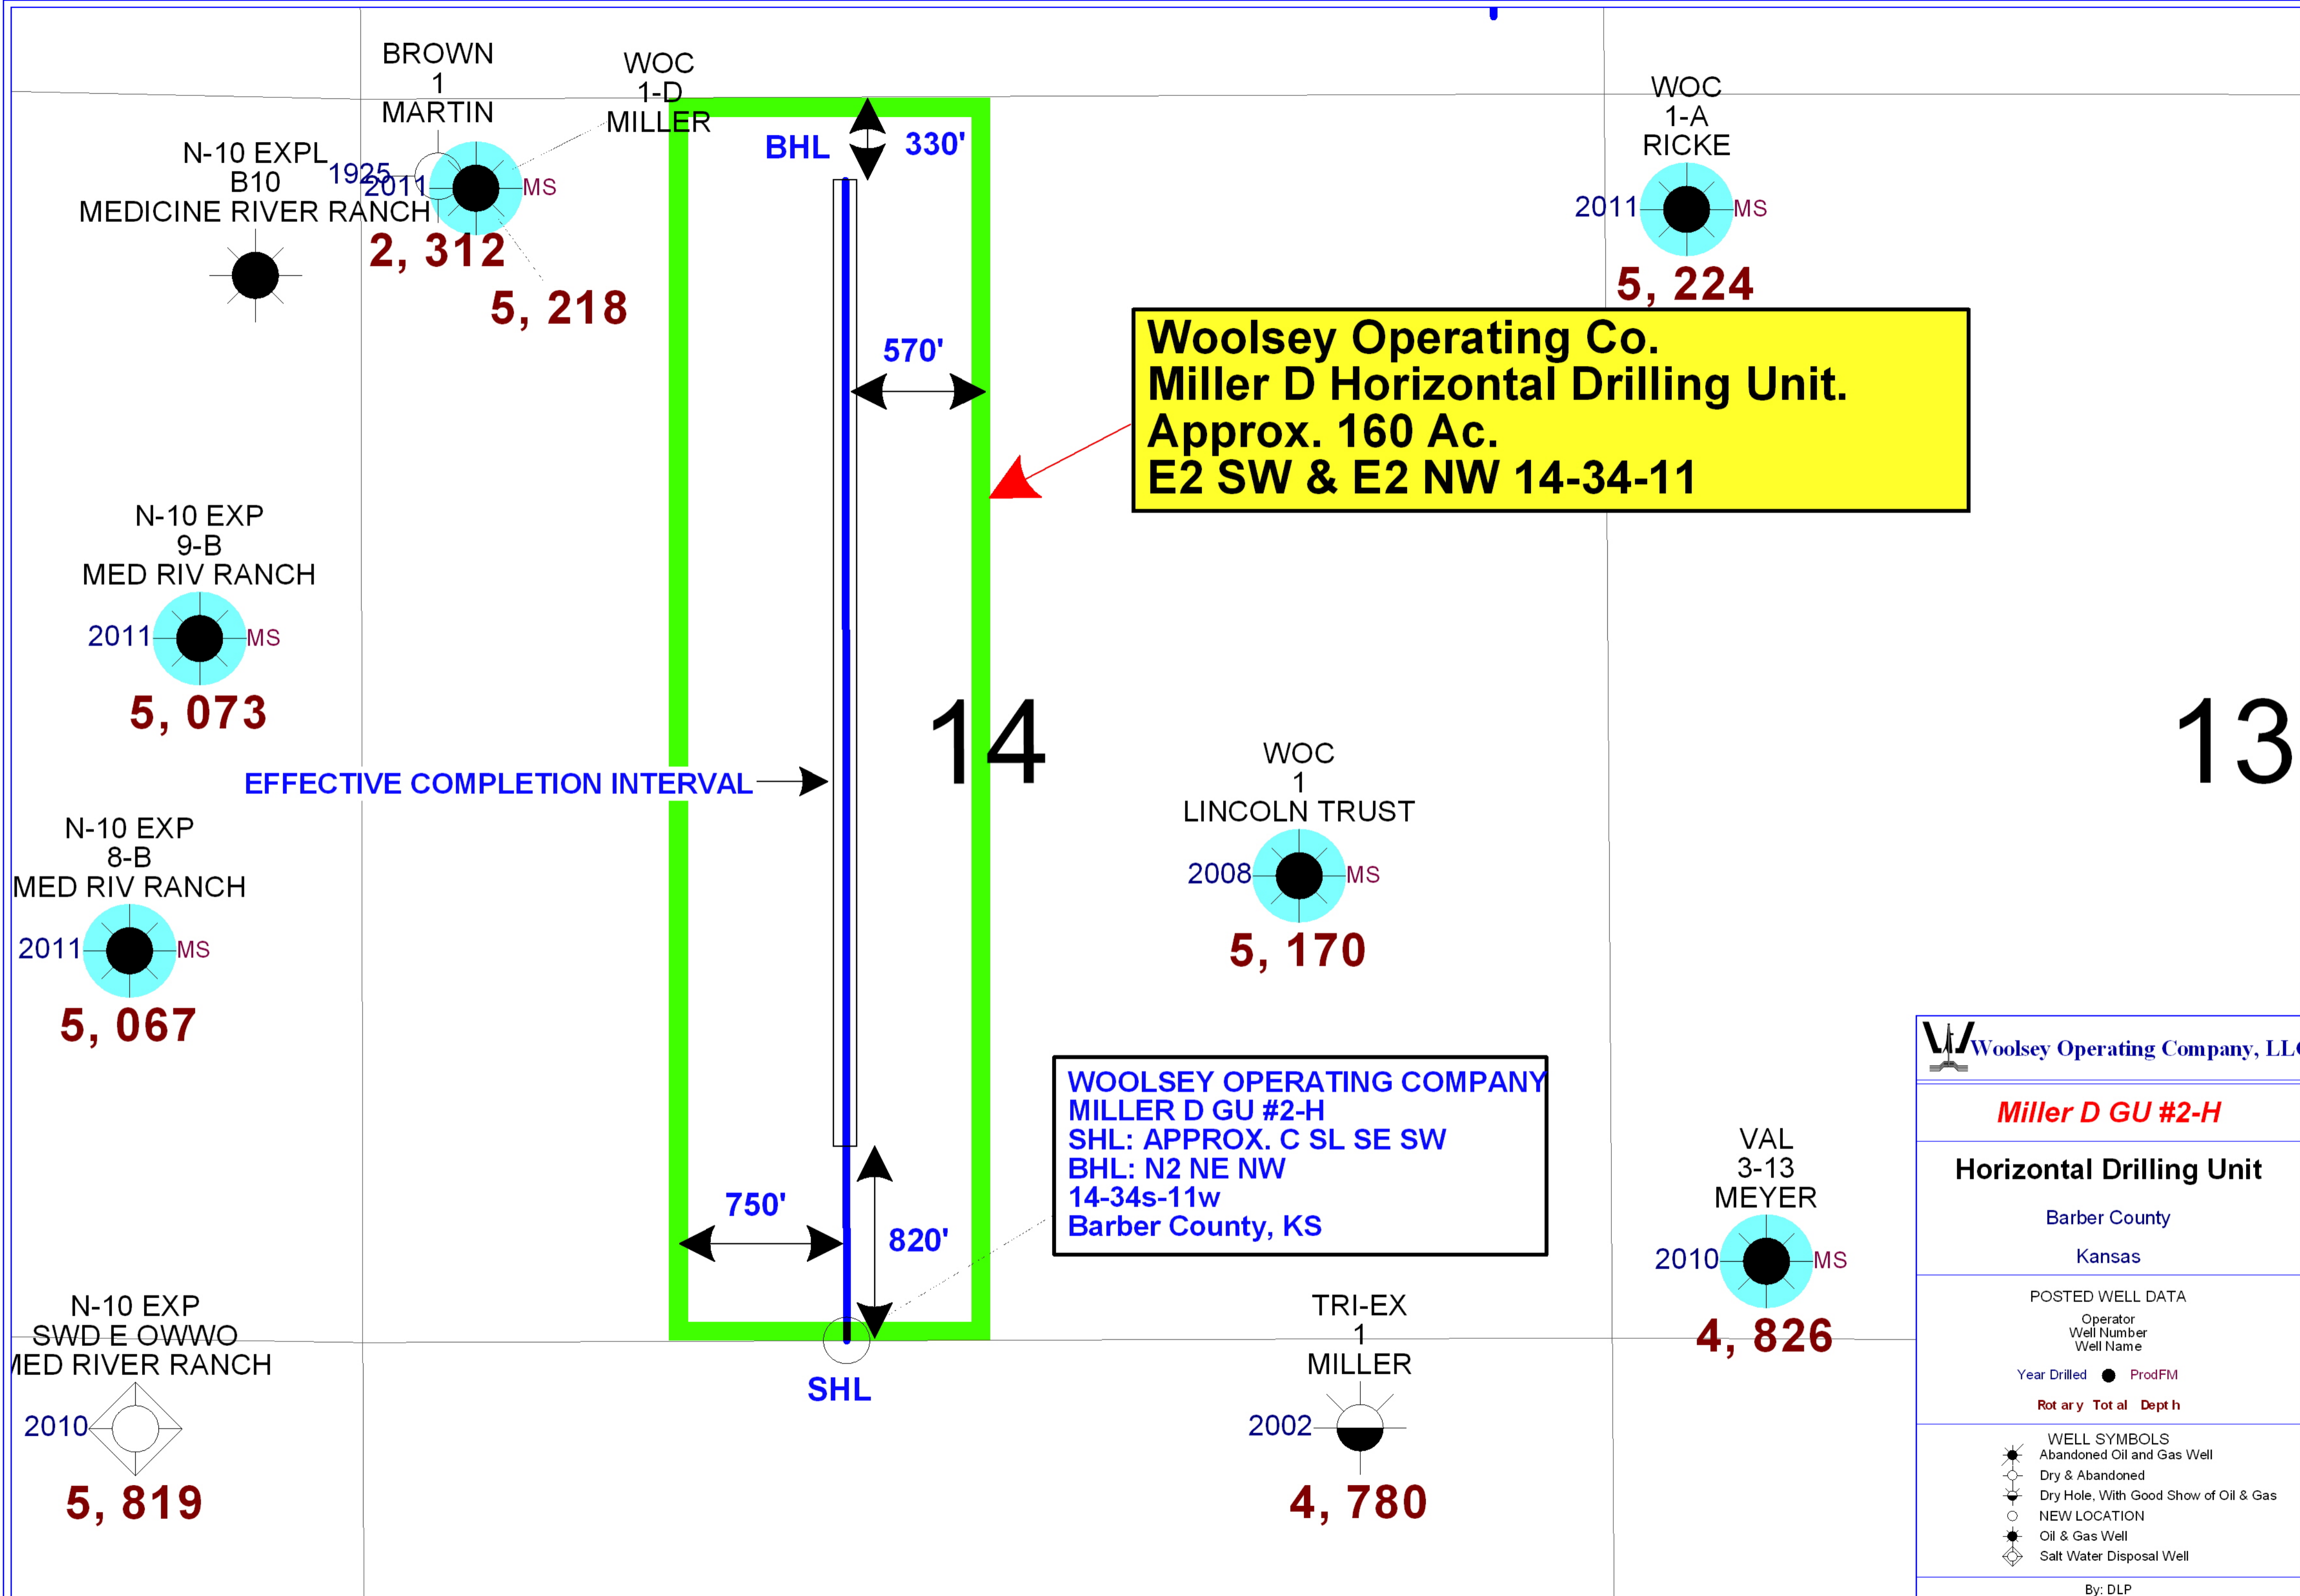 BROWN
1
MARTIN
WOC
1-D
MILLER
WOC
1-A
RICKE
BHL
330'
N-10 EXPL
B10
MEDICINE RIVER RANCH
1925
2011
MS
2011
MS
2, 312
5, 218
5, 224
570'
Woolsey Operating Co.
Miller D Horizontal Drilling Unit.
Approx. 160 Ac.
E2 SW & E2 NW 14-34-11
N-10 EXP
9-B
MED RIV RANCH
2011
MS
5, 073
14
13
EFFECTIVE COMPLETION INTERVAL
WOC
1
LINCOLN TRUST
2008
MS
5, 170
N-10 EXP
8-B
MED RIV RANCH
2011
MS
5, 067
WOOLSEY OPERATING COMPANY
MILLER D GU #2-H
SHL: APPROX. C SL SE SW
BHL: N2 NE NW
14-34s-11w
Barber County, KS
750'
820'
VAL
3-13
MEYER
2010
MS
4, 826
N-10 EXP
SWD E OWWO
MED RIVER RANCH
2010
5, 819
SHL
TRI-EX
1
MILLER
2002
4, 780
Woolsey Operating Company, LLC
Miller D GU #2-H
Horizontal Drilling Unit
Barber County
Kansas
POSTED WELL DATA
Operator
Well Number
Well Name
Year Drilled
ProdFM
Rotary Total Depth
WELL SYMBOLS
Abandoned Oil and Gas Well
Dry & Abandoned
Dry Hole, With Good Show of Oil & Gas
NEW LOCATION
Oil & Gas Well
Salt Water Disposal Well
By: DLP